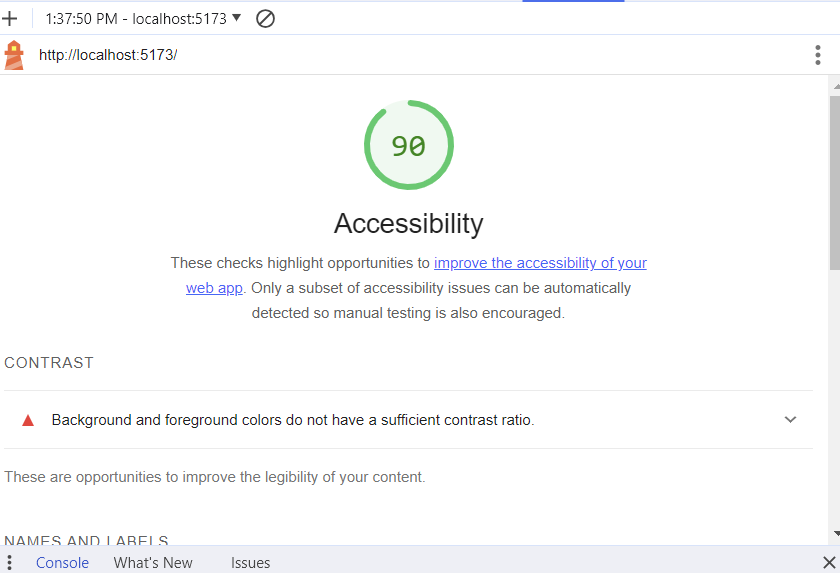 1:37:50 PM - localhost:5173
http://localhost:5173/
90
Accessibility
These checks highlight opportunities to improve the accessibility of your
web app. Only a subset of accessibility issues can be automatically
detected so manual testing is also encouraged.
CONTRAST
Background and foreground colors do not have a sufficient contrast ratio.
These are opportunities to improve the legibility of your content.
NAMES AND LABELS
Console What's New Issues